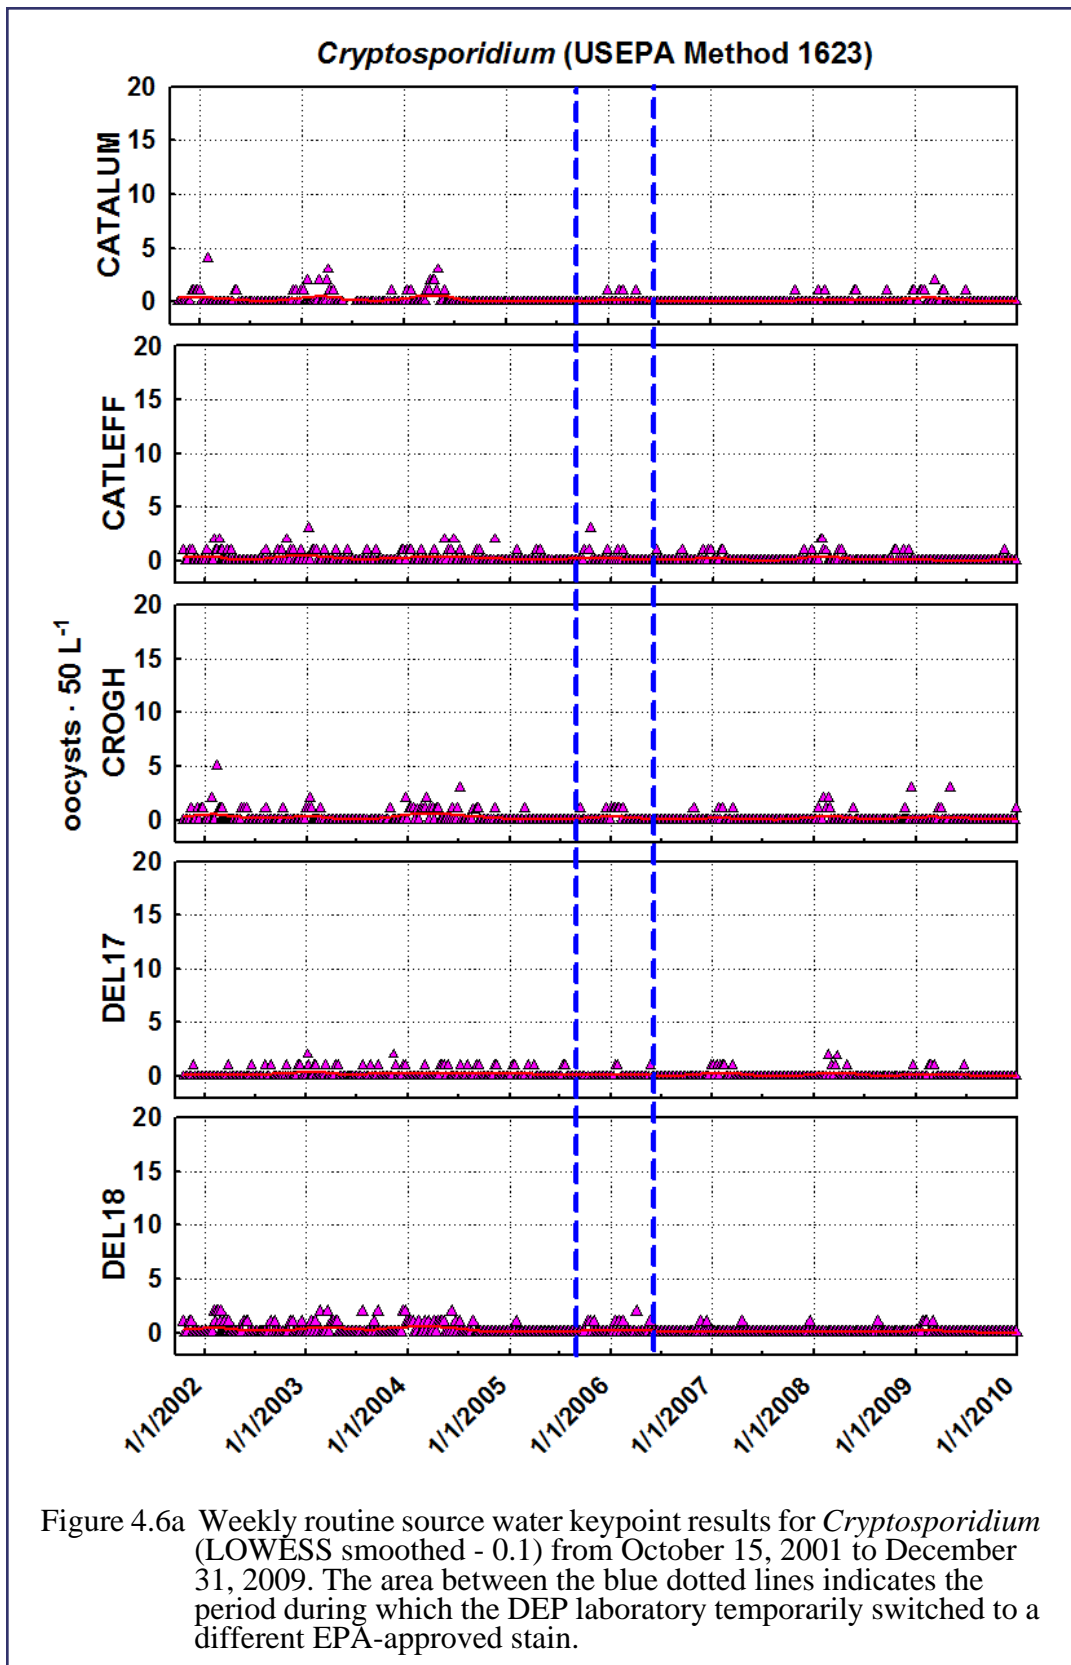 Cryptosporidium (USEPA Method 1623)
20
15
10
5
0
CATALUM
20
15
10
5
0
CATLEFF
20
15
10
5
0
CROGH
oocysts · 50 L⁻¹
20
15
10
5
0
DEL17
20
15
10
5
0
DEL18
1/1/2002
1/1/2003
1/1/2004
1/1/2005
1/1/2006
1/1/2007
1/1/2008
1/1/2009
1/1/2010
Figure 4.6a Weekly routine source water keypoint results for Cryptosporidium
(LOWESS smoothed - 0.1) from October 15, 2001 to December
31, 2009. The area between the blue dotted lines indicates the
period during which the DEP laboratory temporarily switched to a
different EPA-approved stain.